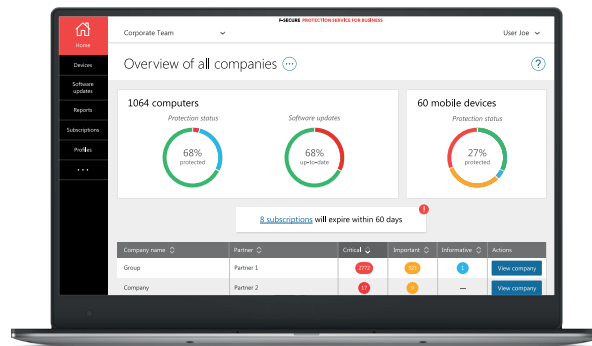 F-SECURE PROTECTION SERVICE FOR BUSINESS
Home
Corporate Team
User Joe
Devices
Overview of all companies
?
Software
updates
Reports
Subscriptions
Profiles
1064 computers
Protection status
Software updates
68%
protected
68%
up-to-date
60 mobile devices
Protection status
27%
protected
8 subscriptions will expire within 60 days
!
Company name Partner Critical Important Informative Actions
Group Partner 1 2772 323 1 View company
Company Partner 2 17 9 — View company